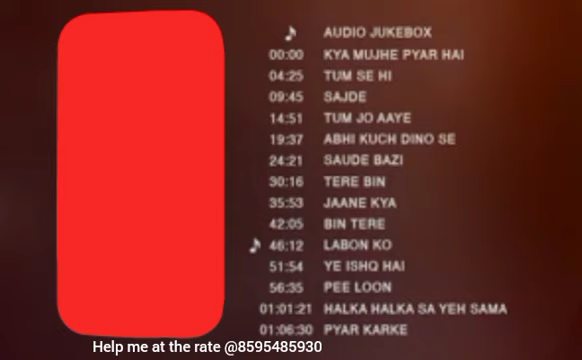 AUDIO JUKEBOX
00:00 KYA MUJHE PYAR HAI
04:25 TUM SE HI
09:45 SAJDE
14:51 TUM JO AAYE
19:37 ABHI KUCH DINO SE
24:21 SAUDE BAZI
30:16 TERE BIN
35:53 JAANE KYA
42:05 BIN TERE
46:12 LABON KO
51:54 YE ISHQ HAI
56:35 PEE LOON
01:01:21 HALKA HALKA SA YEH SAMA
01:06:30 PYAR KARKE
Help me at the rate @8595485930